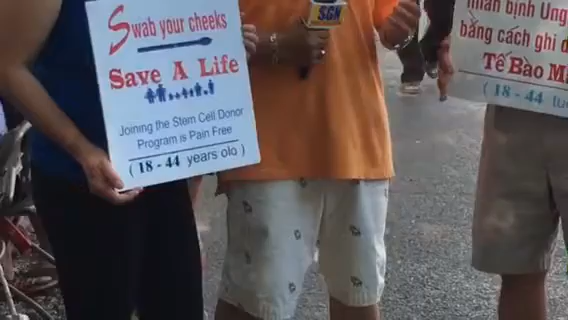 Swab your cheeks
Save A Life
Joining the Stem Cell Donor
Program is Pain Free
(18 - 44 years old)
SGN
bằng cách ghi
Tế Bào
(18 - 44